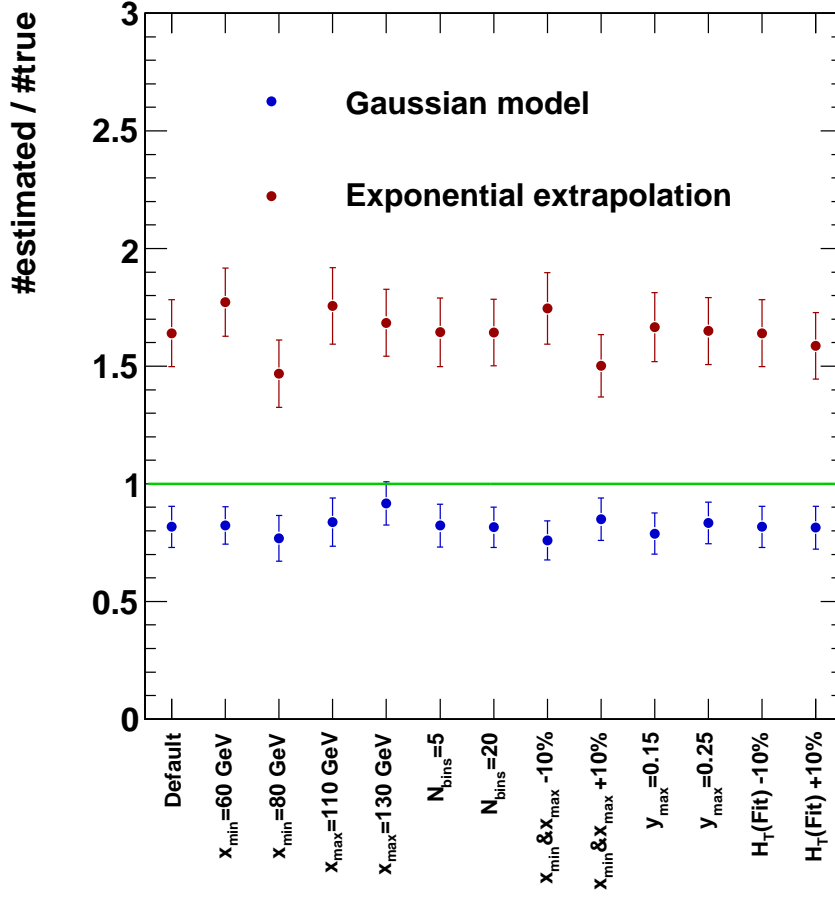 #estimated / #true
3
2.5
2
1.5
1
0.5
0
Gaussian model
Exponential extrapolation
Default
x_min=60 GeV
x_min=80 GeV
x_max=110 GeV
x_max=130 GeV
N_bins=5
N_bins=20
x_min&x_max -10%
x_min&x_max +10%
y_max=0.15
y_max=0.25
H_T(Fit) -10%
H_T(Fit) +10%